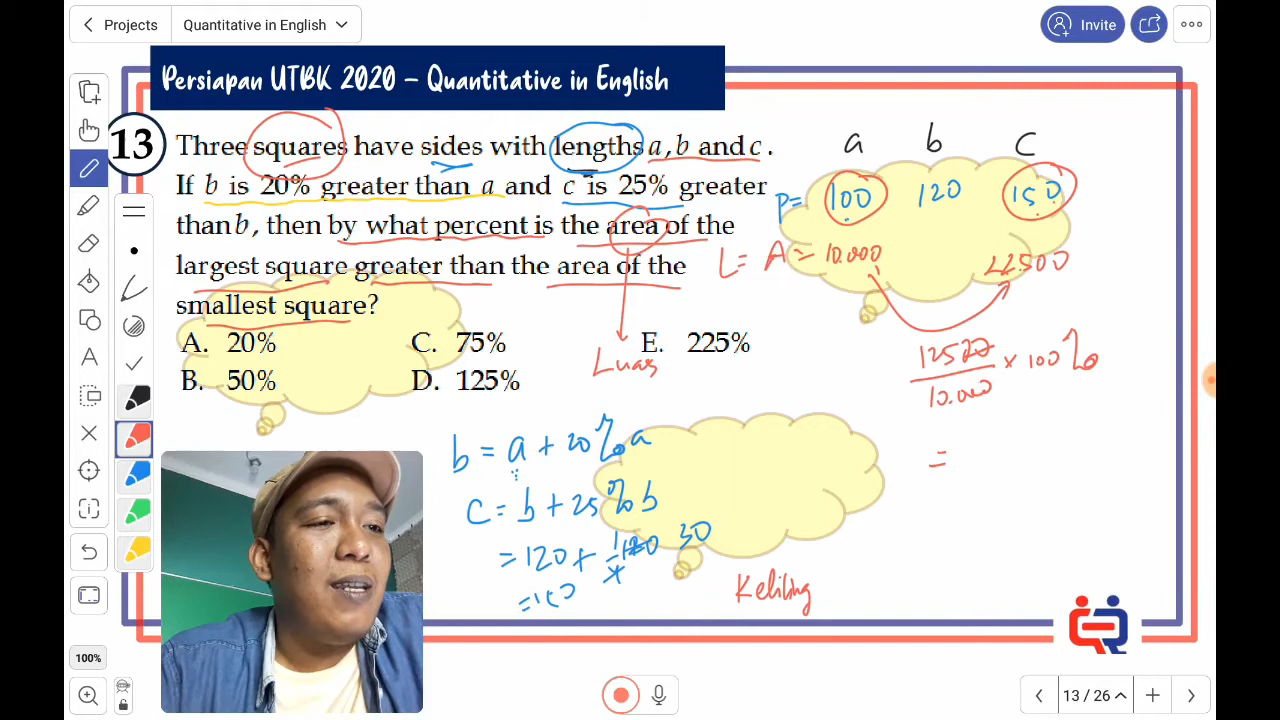 Projects
Quantitative in English
Invite
Persiapan UTBK 2020 – Quantitative in English
13
Three squares have sides with lengths a, b and c.
If b is 20% greater than a and c is 25% greater
than b, then by what percent is the area of the
largest square greater than the area of the
smallest square?
A. 20%
C. 75%
E. 225%
B. 50%
D. 125%
Luas
a b c
P= 100 120 150
L = A = 10.000 22.500
12500
10.000
× 100%
=
b = a + 20% a
c = b + 25% b
= 120 + 1/4 120 30
=150
Keliling
100%
13 / 26